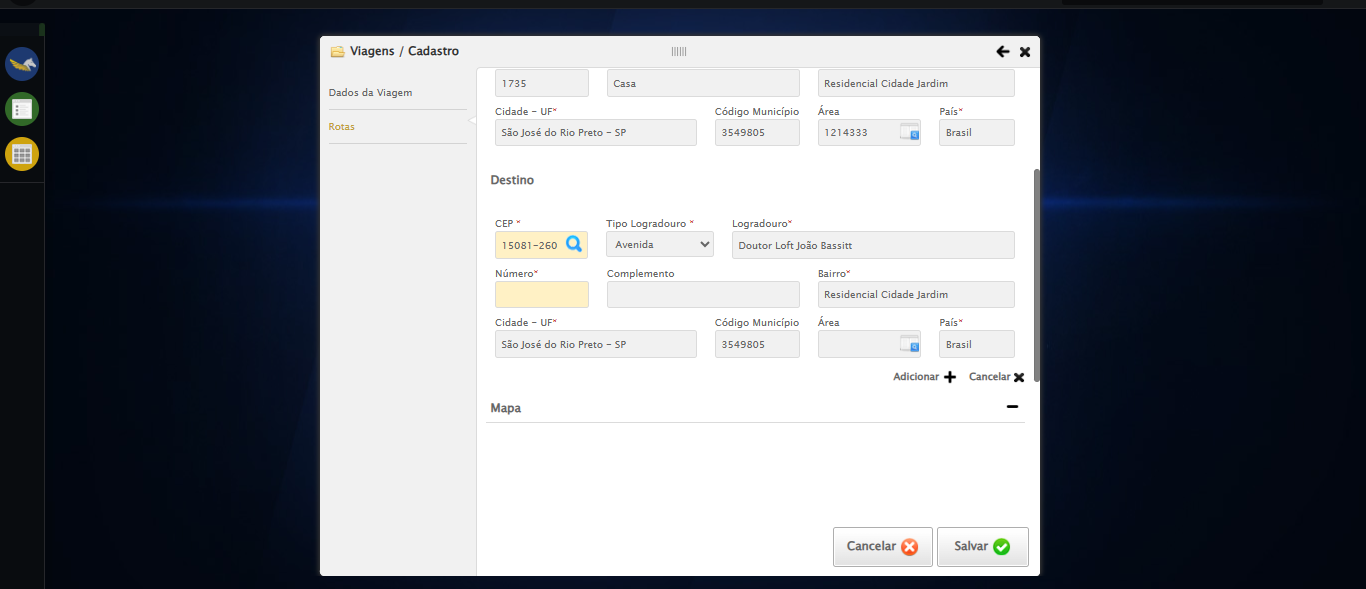 Viagens / Cadastro
Dados da Viagem
Rotas
1735 Casa Residencial Cidade Jardim
Cidade - UF* Código Município Área País*
São José do Rio Preto - SP 3549805 1214333 Brasil
Destino
CEP * Tipo Logradouro * Logradouro*
15081-260 Avenida Doutor Loft João Bassitt
Número* Complemento Bairro*
Residencial Cidade Jardim
Cidade - UF* Código Município Área País*
São José do Rio Preto - SP 3549805 Brasil
Adicionar Cancelar
Mapa
Cancelar Salvar